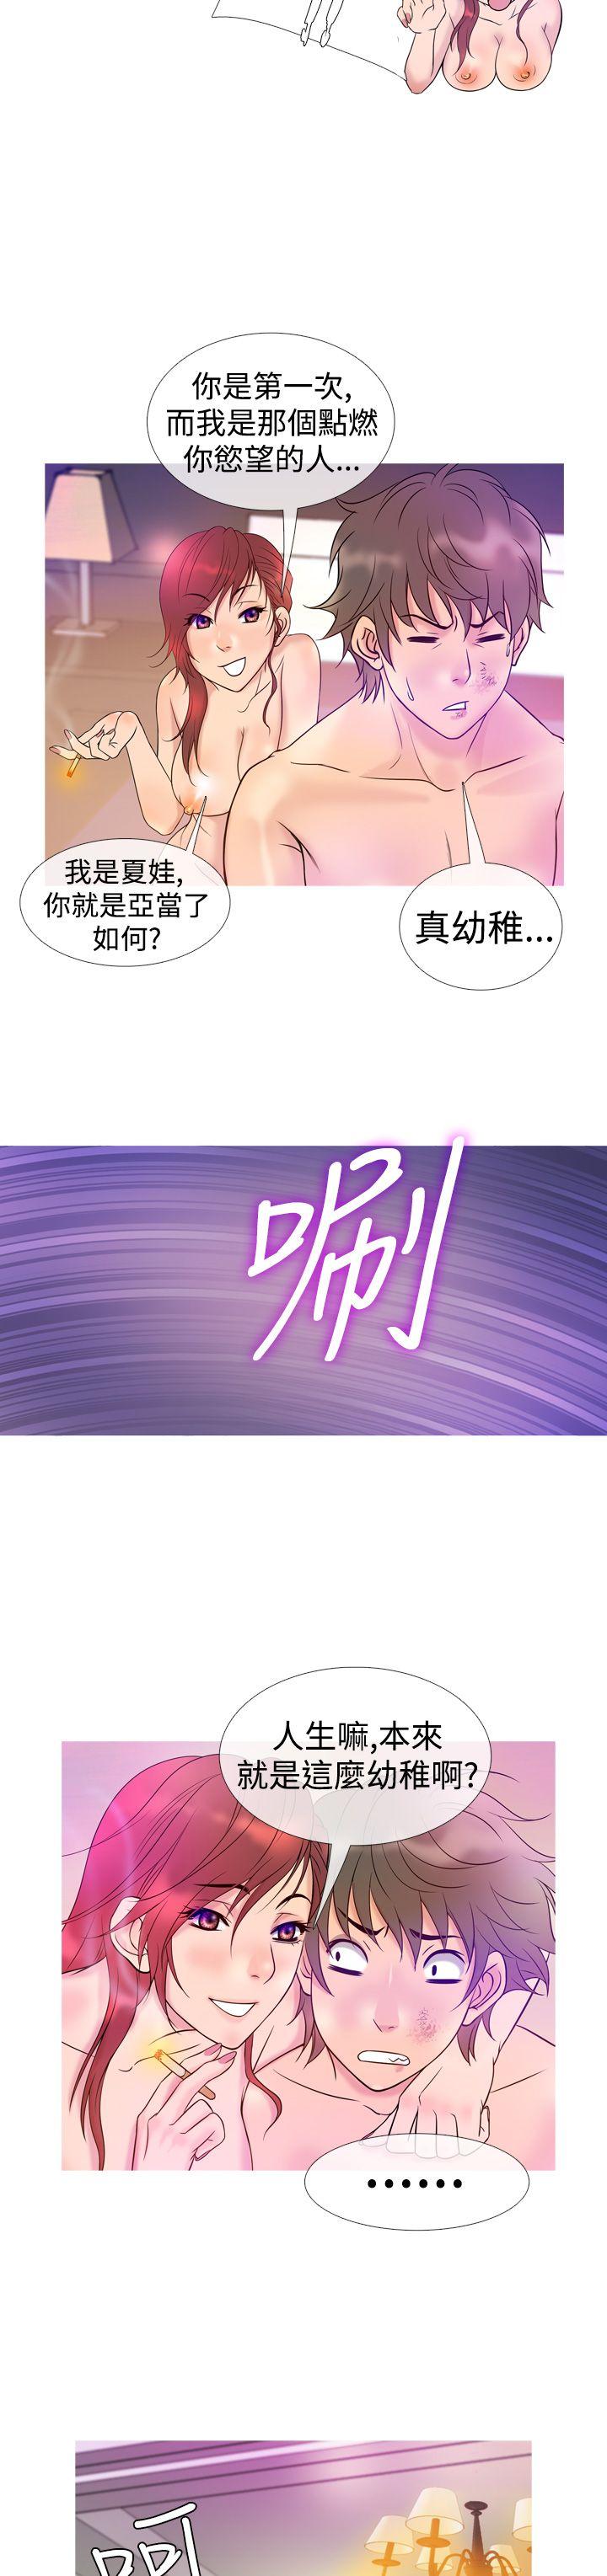 你是第一次,
而我是那個點燃
你慾望的人...
我是夏娃,
你就是亞當了
如何?
真幼稚...
唰
人生嘛,本來
就是這麼幼稚啊?
......
呵